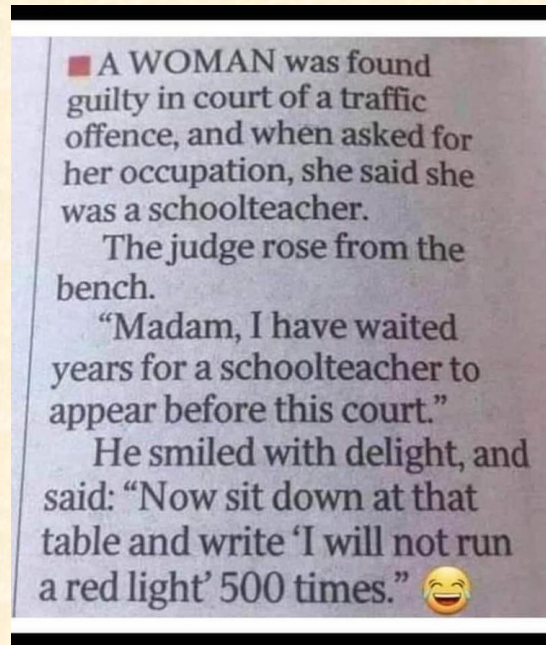 A WOMAN was found
guilty in court of a traffic
offence, and when asked for
her occupation, she said she
was a schoolteacher.
The judge rose from the
bench.
“Madam, I have waited
years for a schoolteacher to
appear before this court.”
He smiled with delight, and
said: “Now sit down at that
table and write ‘I will not run
a red light’ 500 times.” 😂